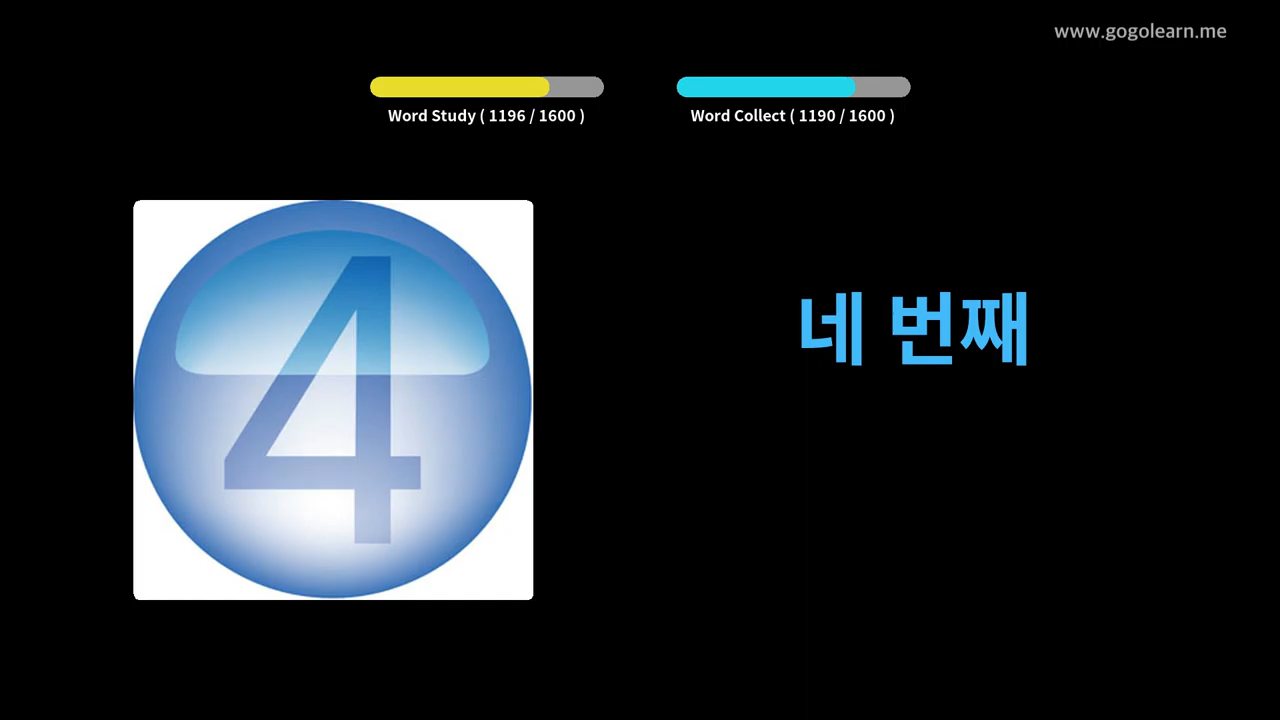 www.gogolearn.me
Word Study ( 1196 / 1600 )
Word Collect ( 1190 / 1600 )
4
네 번째